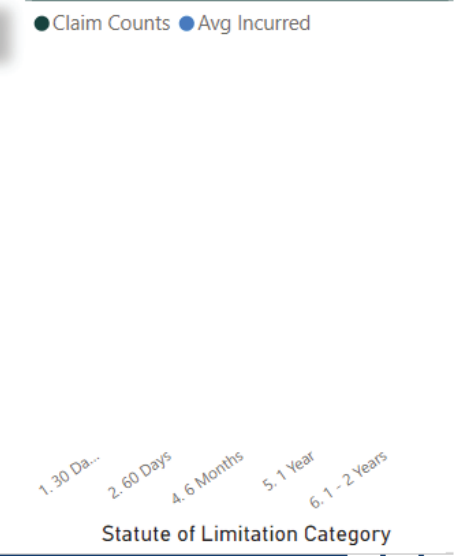 Claim Counts Avg Incurred
1. 30 Da...
2. 60 Days
4. 6 Months
5. 1 Year
6. 1 - 2 Years
Statute of Limitation Category